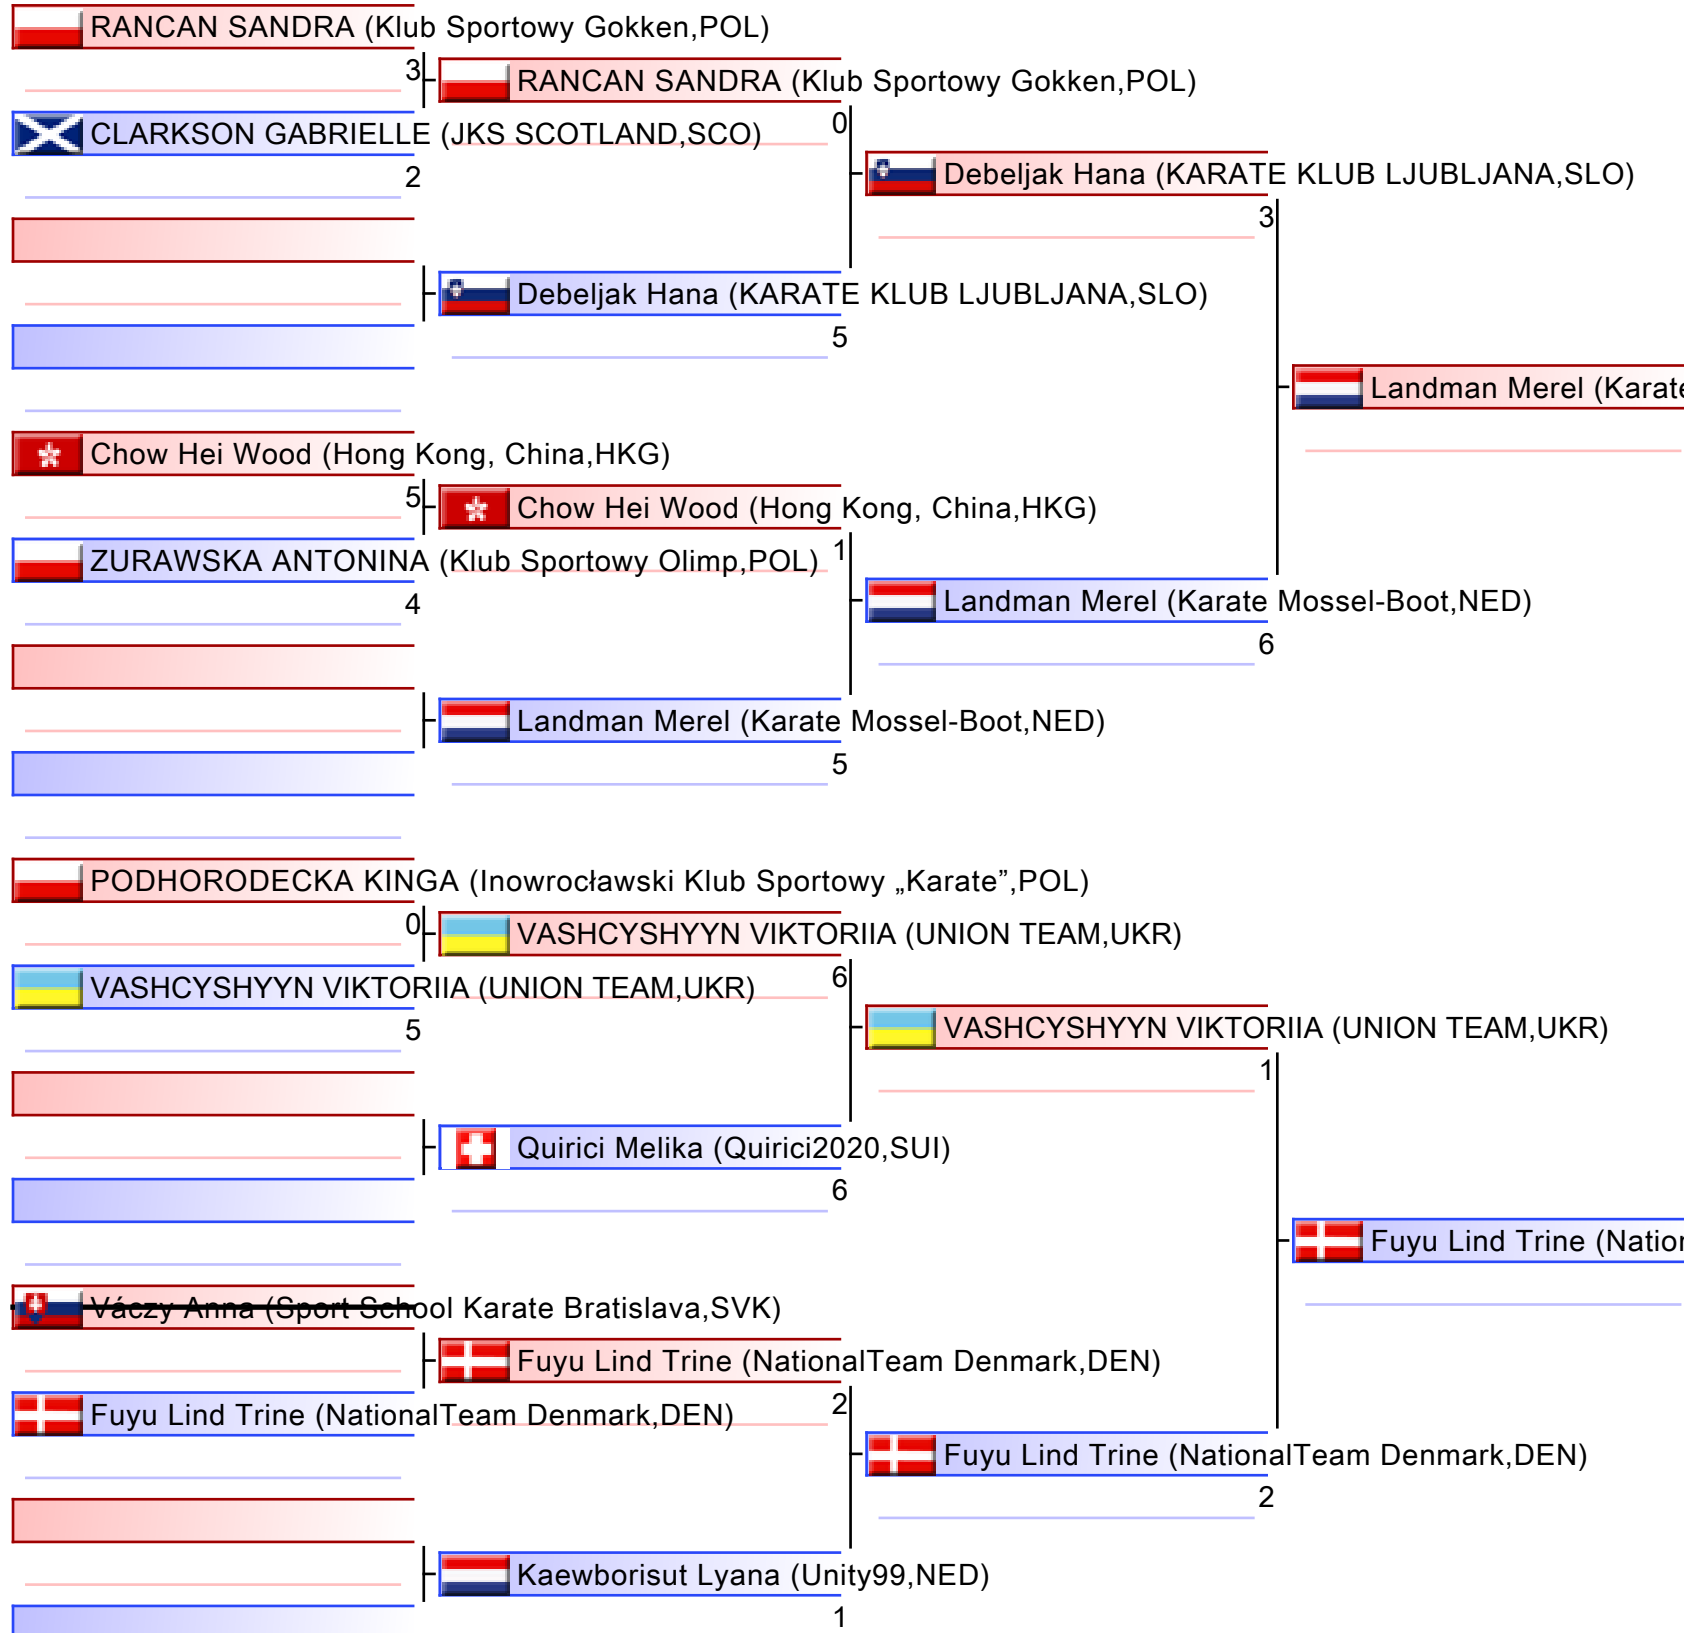 RANCAN SANDRA (Klub Sportowy Gokken,POL)
3
RANCAN SANDRA (Klub Sportowy Gokken,POL)
0
CLARKSON GABRIELLE (JKS SCOTLAND,SCO)
2
Debeljak Hana (KARATE KLUB LJUBLJANA,SLO)
3
Debeljak Hana (KARATE KLUB LJUBLJANA,SLO)
5
Landman Merel (Karate
Chow Hei Wood (Hong Kong, China,HKG)
5
Chow Hei Wood (Hong Kong, China,HKG)
1
ZURAWSKA ANTONINA (Klub Sportowy Olimp,POL)
4
Landman Merel (Karate Mossel-Boot,NED)
6
Landman Merel (Karate Mossel-Boot,NED)
5
PODHORODECKA KINGA (Inowrocławski Klub Sportowy „Karate”,POL)
0
VASHCYSHYYN VIKTORIIA (UNION TEAM,UKR)
6
VASHCYSHYYN VIKTORIIA (UNION TEAM,UKR)
5
VASHCYSHYYN VIKTORIIA (UNION TEAM,UKR)
1
Quirici Melika (Quirici2020,SUI)
6
Fuyu Lind Trine (Nation
Váczy Anna (Sport School Karate Bratislava,SVK)
Fuyu Lind Trine (NationalTeam Denmark,DEN)
2
Fuyu Lind Trine (NationalTeam Denmark,DEN)
Fuyu Lind Trine (NationalTeam Denmark,DEN)
2
Kaewborisut Lyana (Unity99,NED)
1